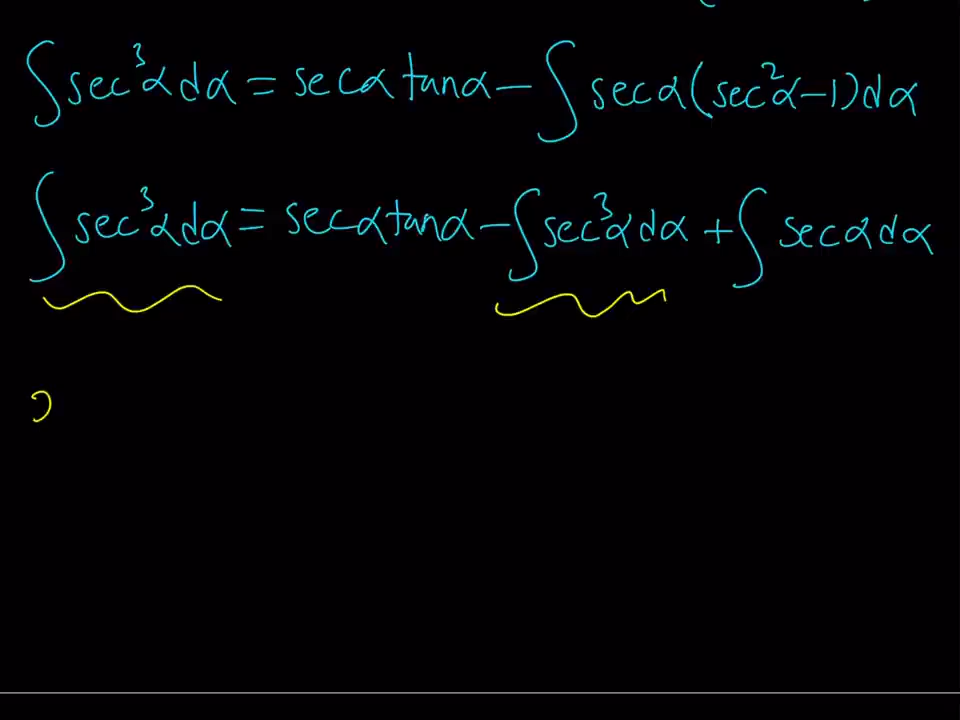 ∫sec³α dα = secα tanα − ∫secα(sec²α−1)dα
∫sec³α dα = secα tanα − ∫sec³α dα + ∫secα dα